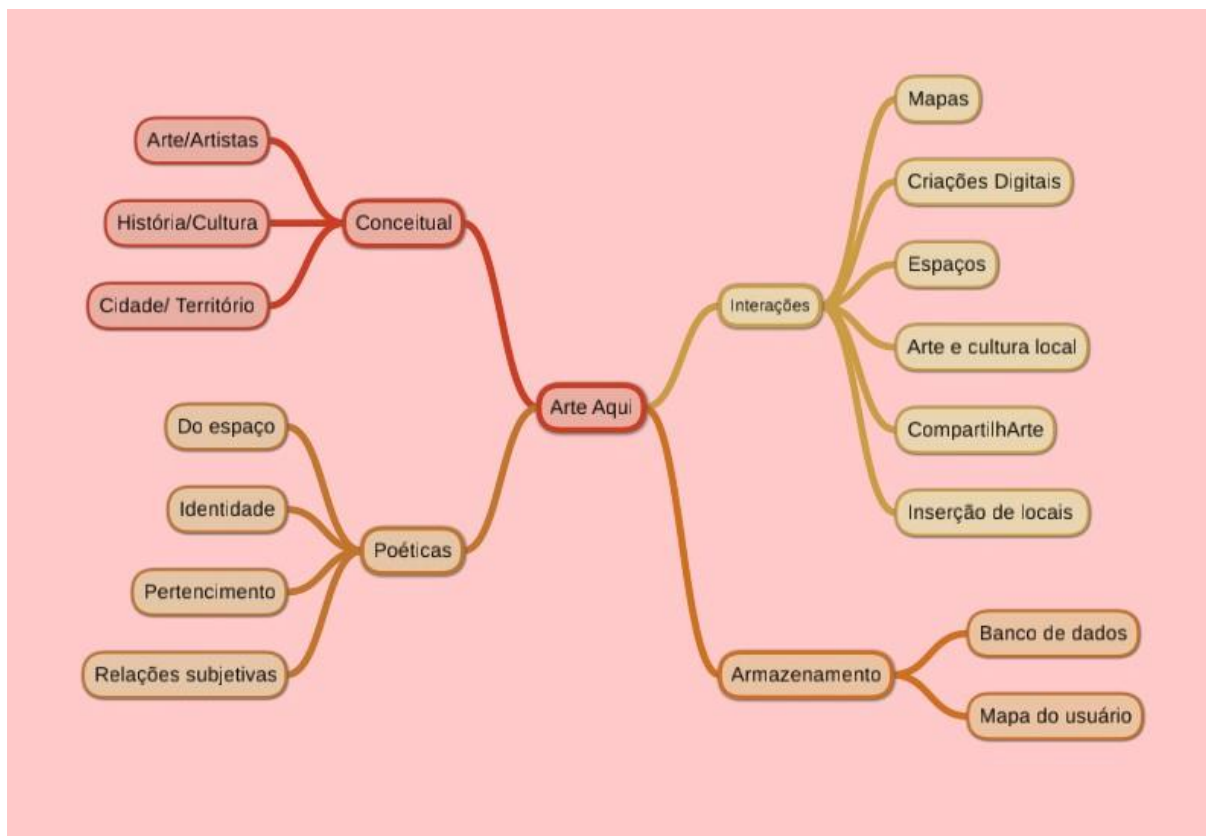 Arte/Artistas
História/Cultura
Cidade/ Território
Conceitual
Do espaço
Identidade
Pertencimento
Relações subjetivas
Poéticas
Arte Aqui
Interações
Mapas
Criações Digitais
Espaços
Arte e cultura local
CompartilhArte
Inserção de locais
Armazenamento
Banco de dados
Mapa do usuário